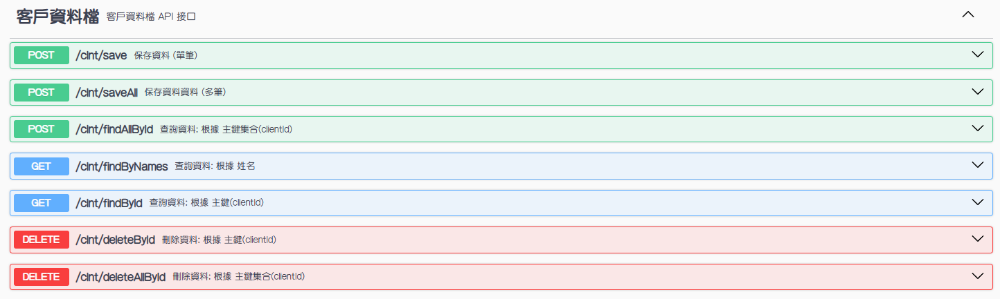 客戶資料檔 客戶資料檔 API 接口
POST /clnt/save 保存資料 (單筆)
POST /clnt/saveAll 保存資料資料 (多筆)
POST /clnt/findAllById 查詢資料: 根據 主鍵集合(clientId)
GET /clnt/findByNames 查詢資料: 根據 姓名
GET /clnt/findById 查詢資料: 根據 主鍵(clientId)
DELETE /clnt/deleteById 刪除資料: 根據 主鍵(clientId)
DELETE /clnt/deleteAllById 刪除資料: 根據 主鍵集合(clientId)